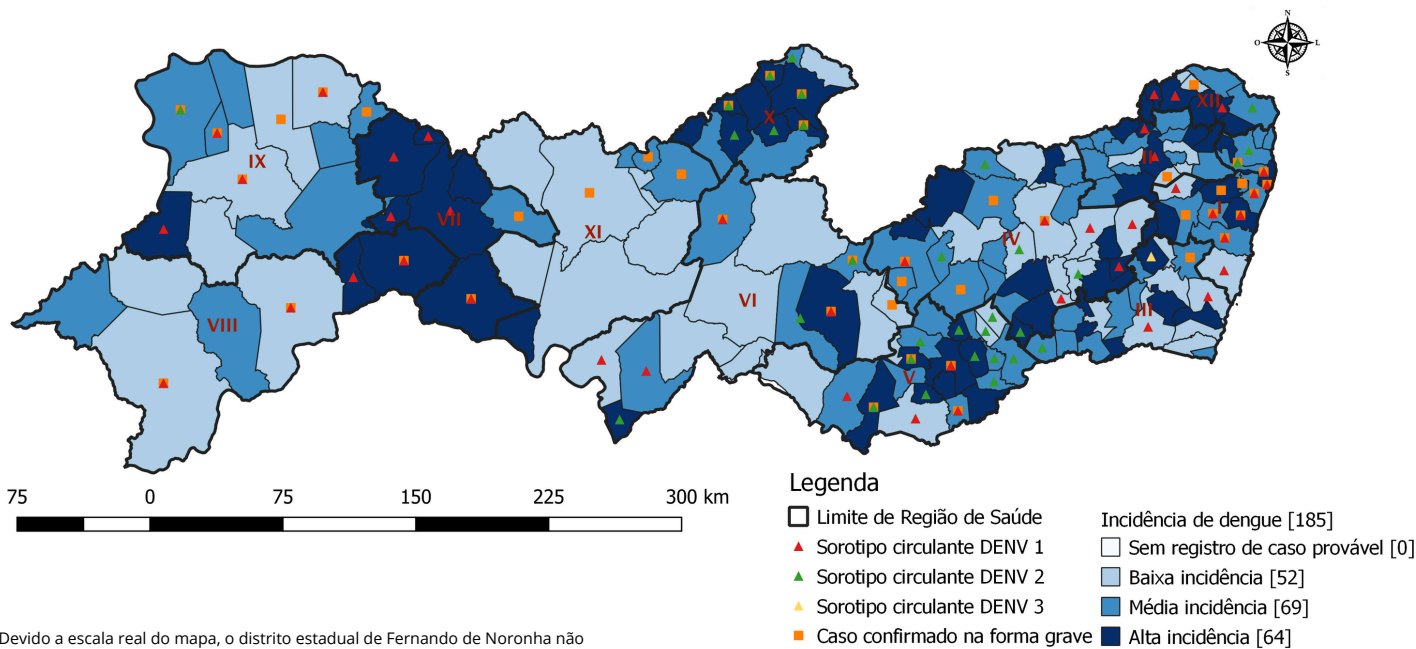 N
O L
S
XII
X
II
IX
I
VII
XI
IV
VI
III
VIII
V
75 0 75 150 225 300 km
Legenda
Limite de Região de Saúde
Sorotipo circulante DENV 1
Sorotipo circulante DENV 2
Sorotipo circulante DENV 3
Caso confirmado na forma grave
Incidência de dengue [185]
Sem registro de caso provável [0]
Baixa incidência [52]
Média incidência [69]
Alta incidência [64]
Devido a escala real do mapa, o distrito estadual de Fernando de Noronha não